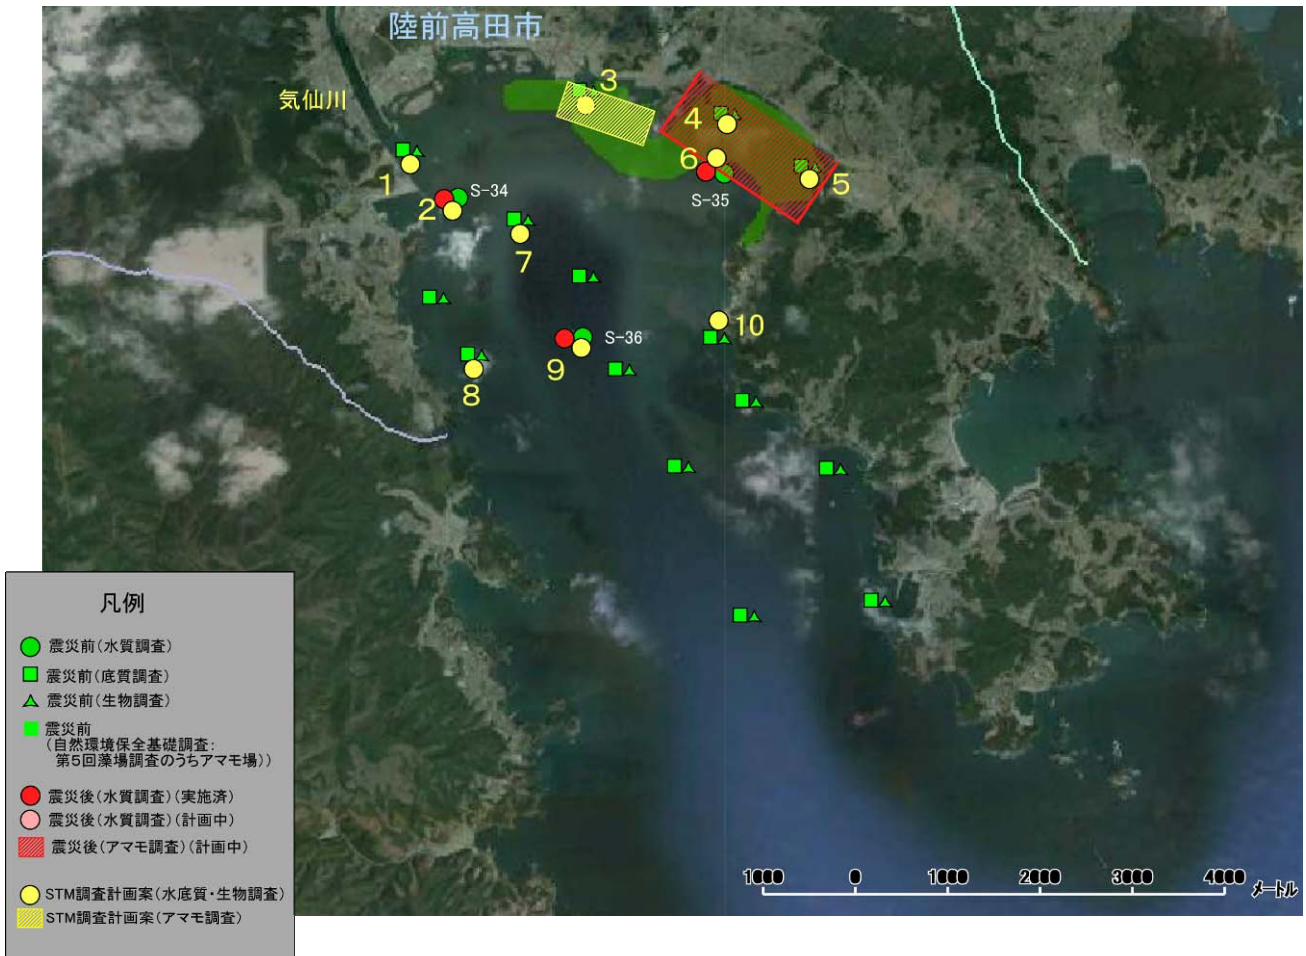 陸前高田市
気仙川
3
4
1
6
5
S-34
S-35
2
7
10
S-36
9
8
凡例
震災前(水質調査)
震災前(底質調査)
震災前(生物調査)
震災前
(自然環境保全基礎調査:
第5回藻場調査のうちアマモ場))
震災後(水質調査)(実施済)
震災後(水質調査)(計画中)
震災後(アマモ調査)(計画中)
STM調査計画案(水底質・生物調査)
STM調査計画案(アマモ調査)
1000 0 1000 2000 3000 4000
メートル